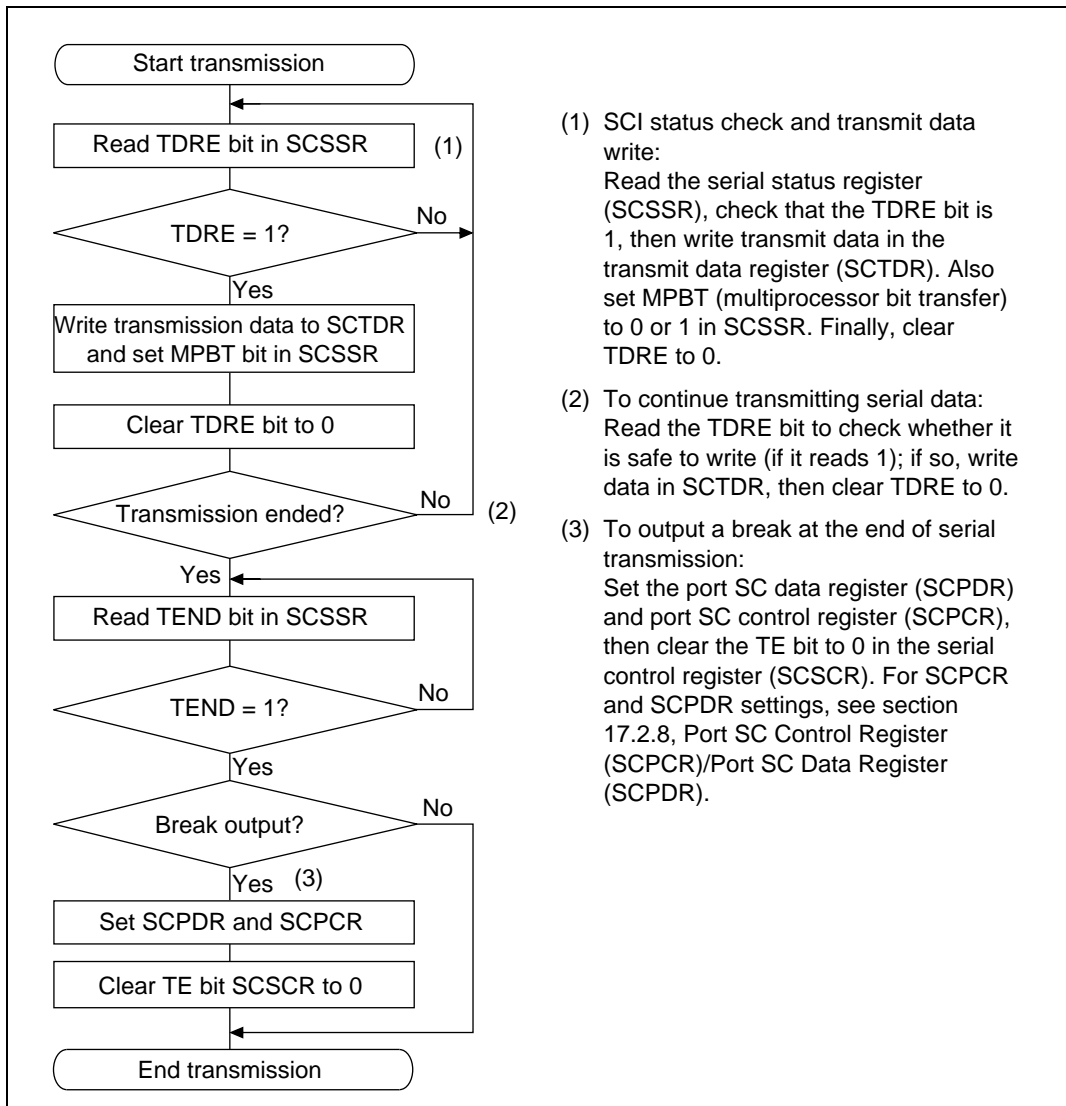 Start transmission
Read TDRE bit in SCSSR
(1)
TDRE = 1?
No
Yes
Write transmission data to SCTDR
and set MPBT bit in SCSSR
Clear TDRE bit to 0
Transmission ended?
No
(2)
Yes
Read TEND bit in SCSSR
TEND = 1?
No
Yes
Break output?
No
Yes
(3)
Set SCPDR and SCPCR
Clear TE bit SCSCR to 0
End transmission
(1) SCI status check and transmit data
write:
Read the serial status register
(SCSSR), check that the TDRE bit is
1, then write transmit data in the
transmit data register (SCTDR). Also
set MPBT (multiprocessor bit transfer)
to 0 or 1 in SCSSR. Finally, clear
TDRE to 0.
(2) To continue transmitting serial data:
Read the TDRE bit to check whether it
is safe to write (if it reads 1); if so, write
data in SCTDR, then clear TDRE to 0.
(3) To output a break at the end of serial
transmission:
Set the port SC data register (SCPDR)
and port SC control register (SCPCR),
then clear the TE bit to 0 in the serial
control register (SCSCR). For SCPCR
and SCPDR settings, see section
17.2.8, Port SC Control Register
(SCPCR)/Port SC Data Register
(SCPDR).